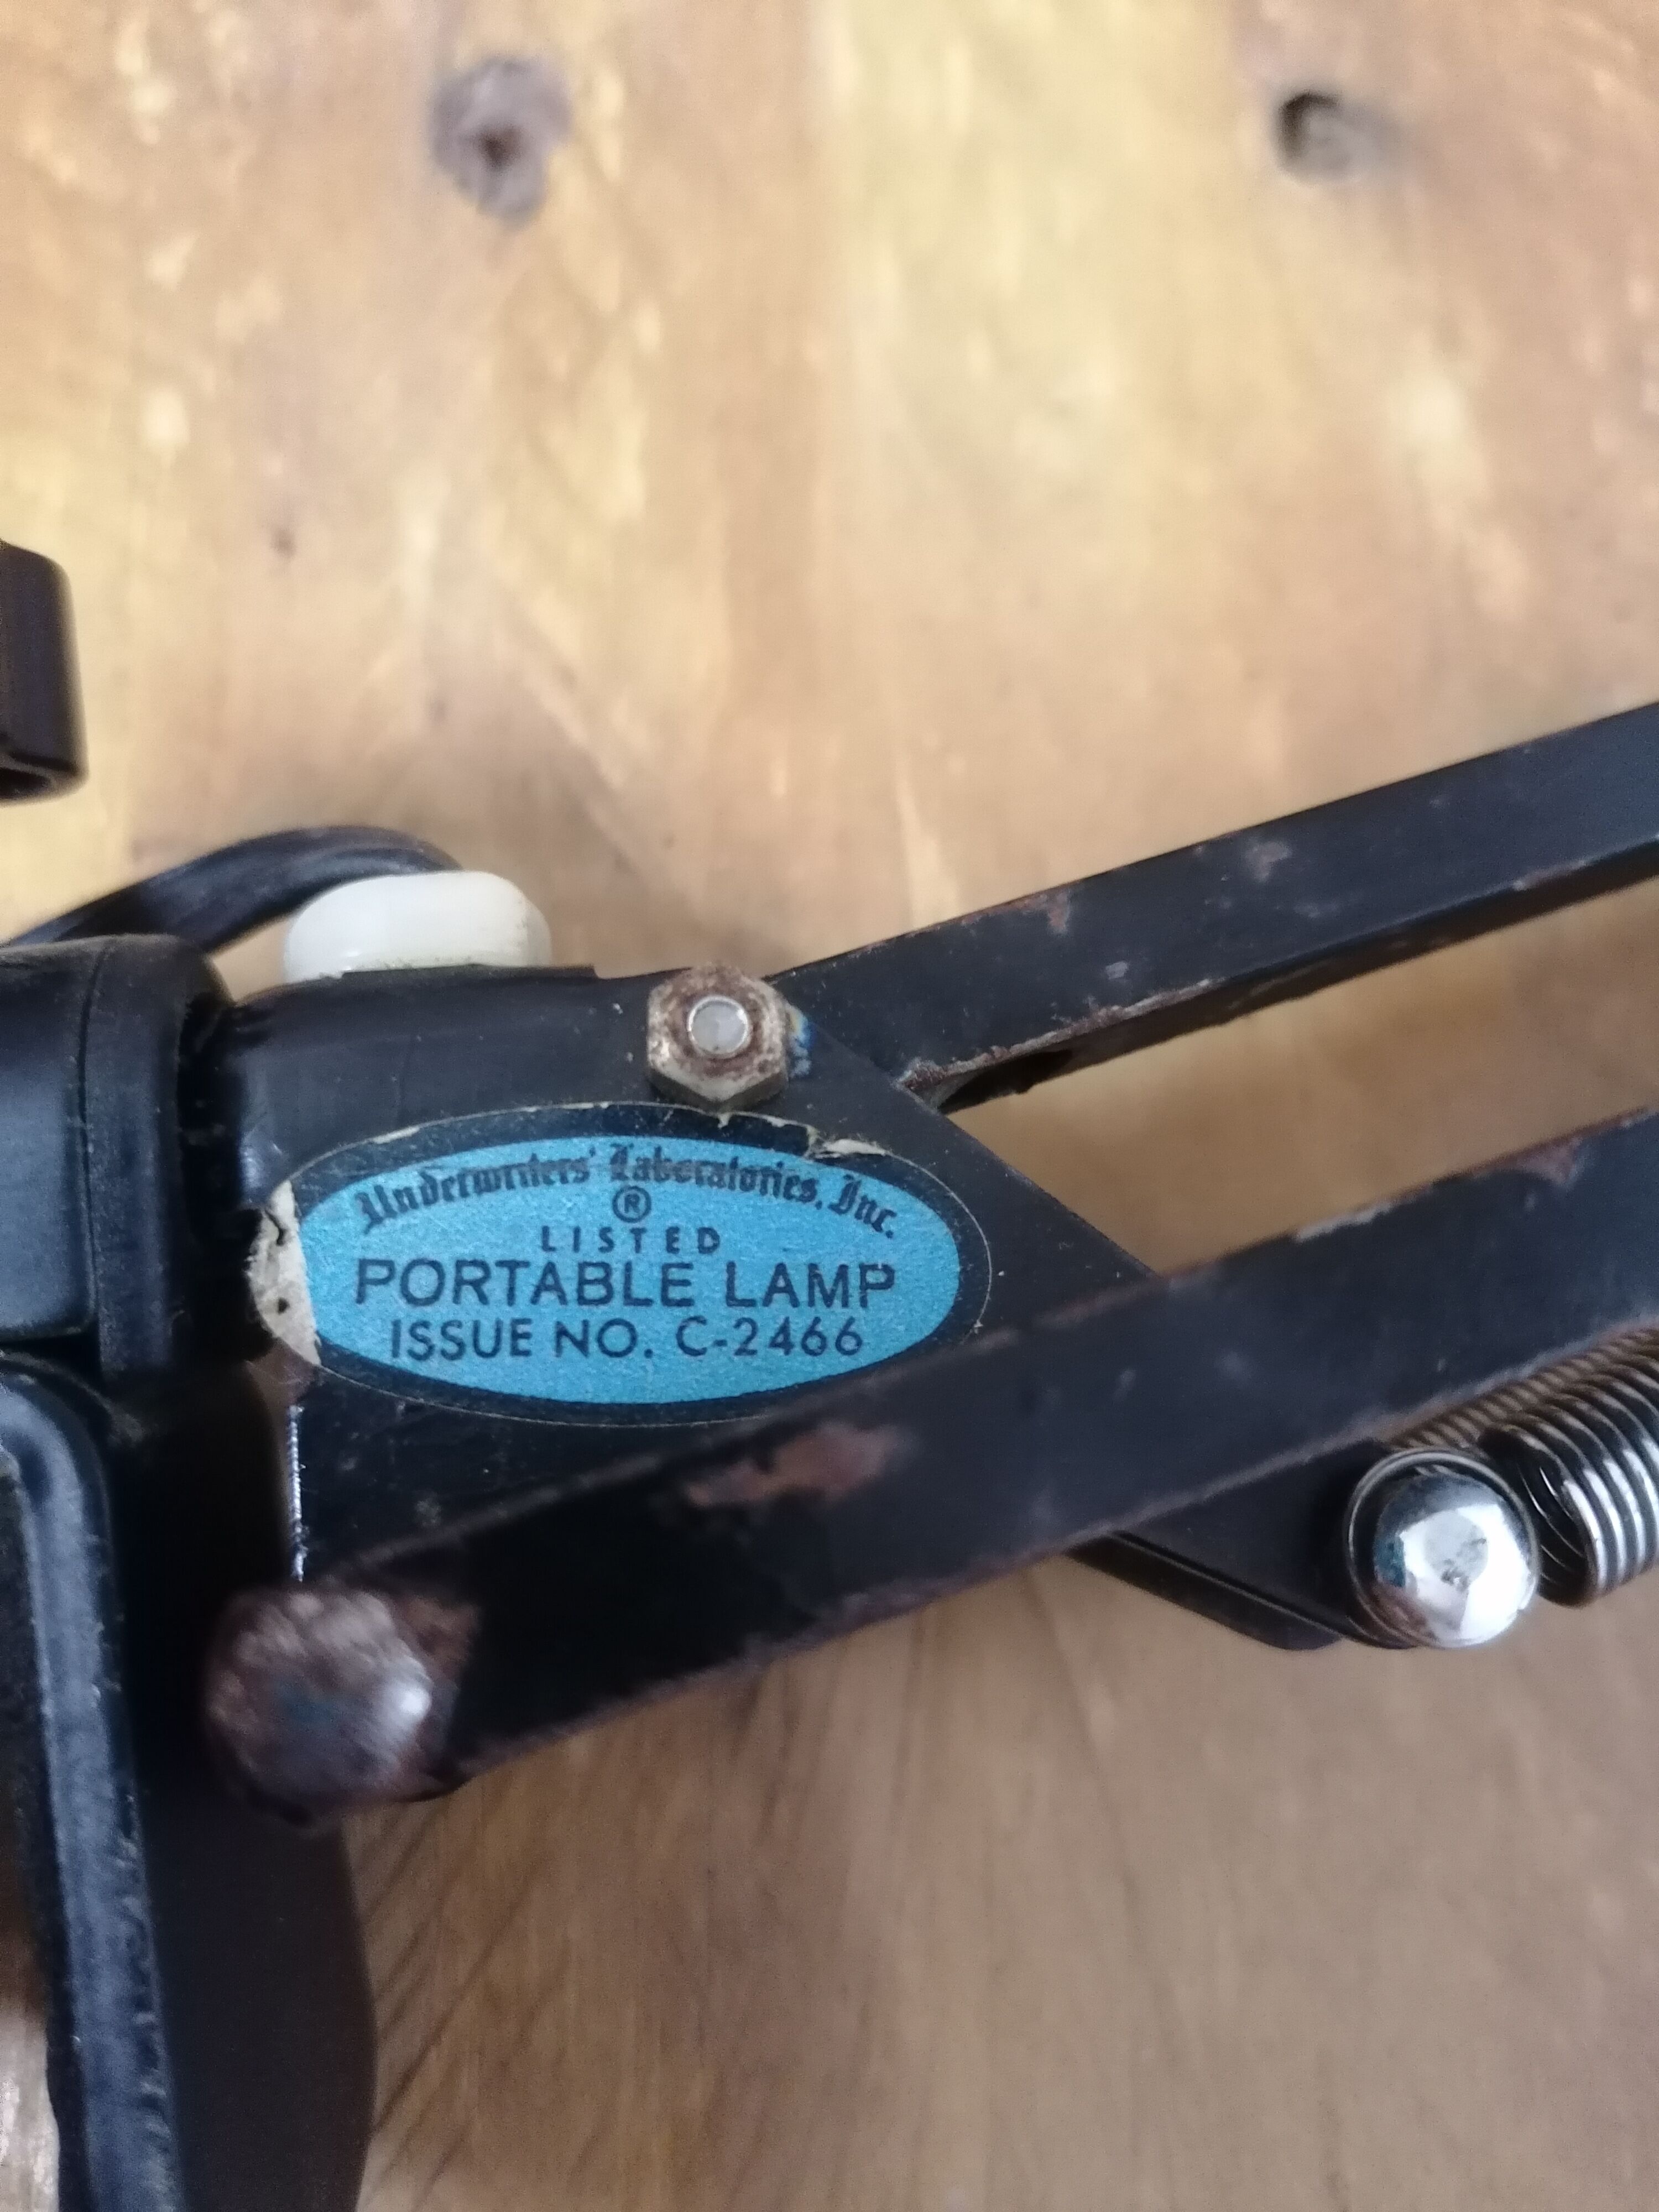 Underwriters' Laboratories, Inc.
®
LISTED
PORTABLE LAMP
ISSUE NO. C-2466